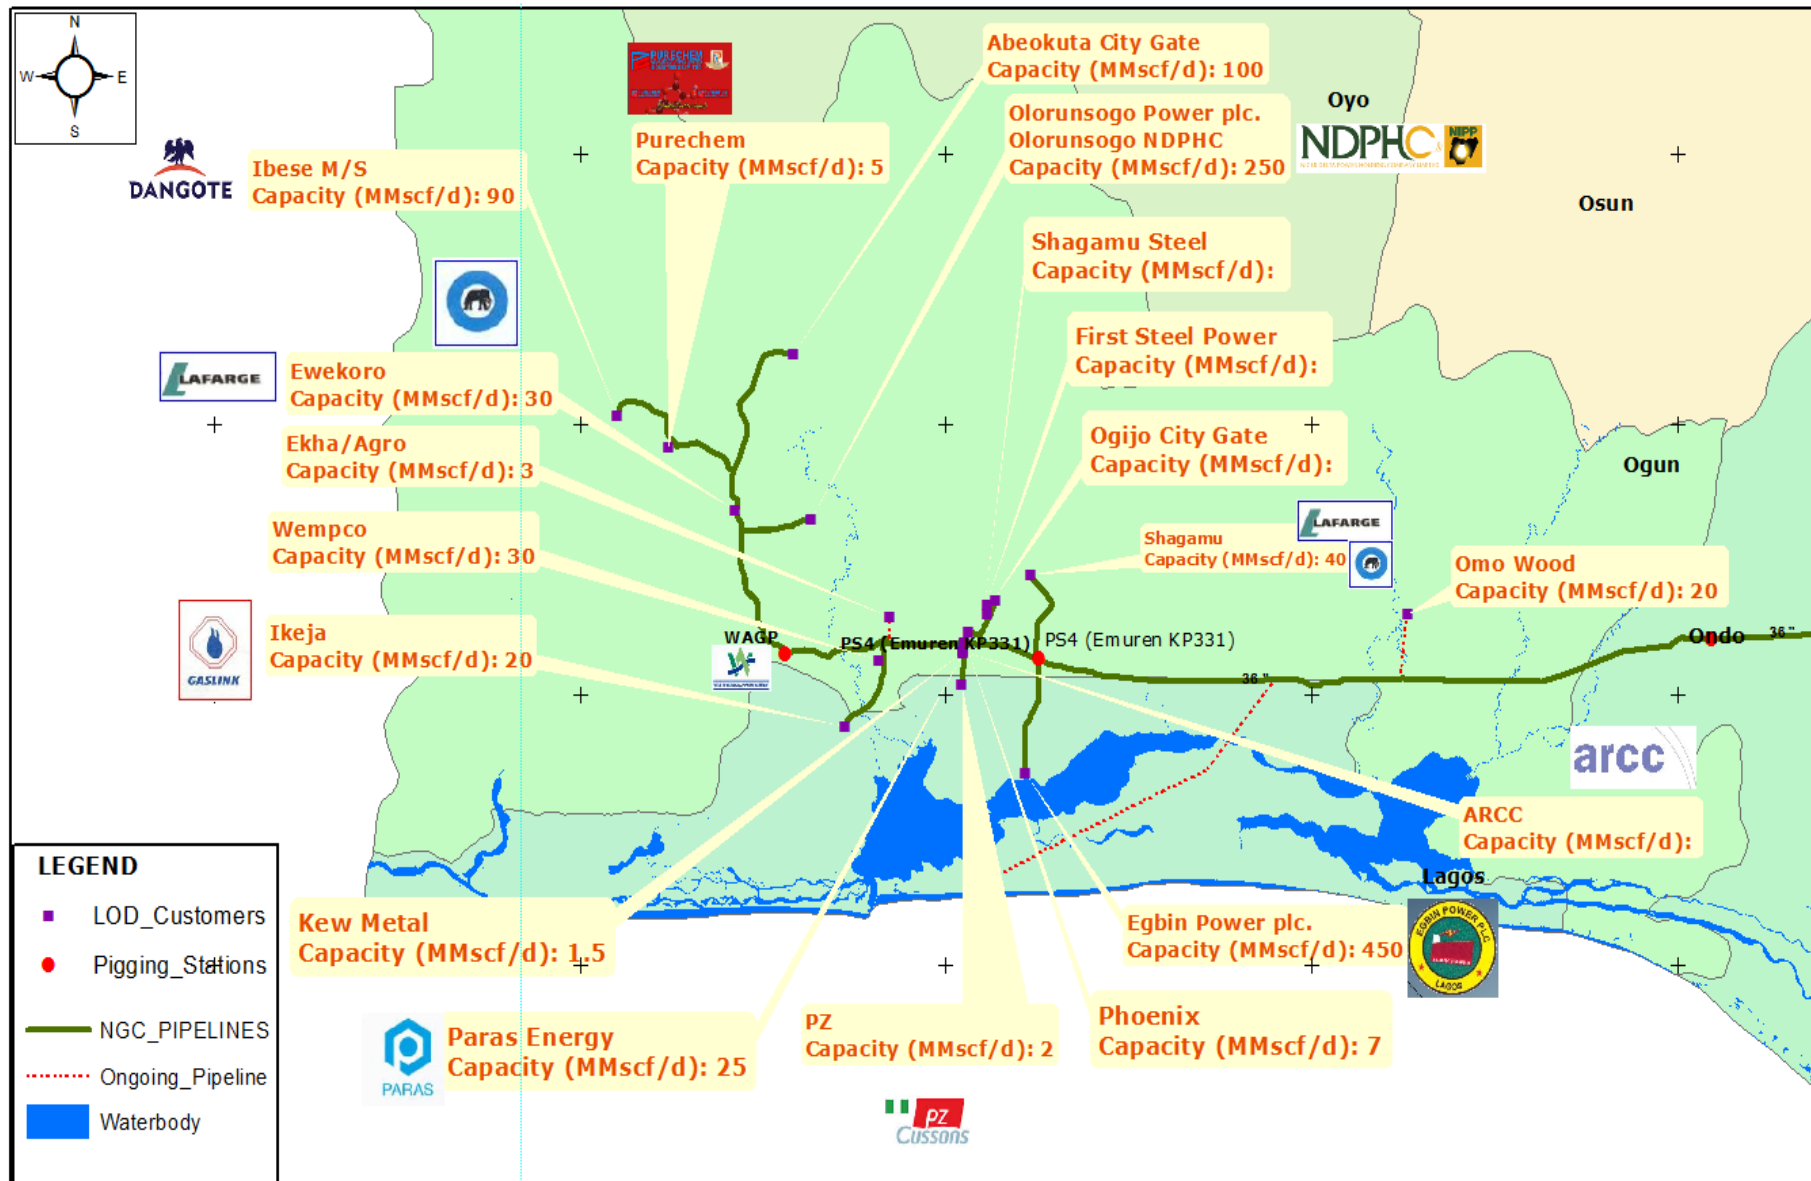 N
W
E
S
DANGOTE
Ibese M/S
Capacity (MMscf/d): 90
PURECHEM
Purechem
Capacity (MMscf/d): 5
Abeokuta City Gate
Capacity (MMscf/d): 100
Olorunsogo Power plc.
Olorunsogo NDPHC
Capacity (MMscf/d): 250
Oyo
NDPHC
NIPP
Osun
Shagamu Steel
Capacity (MMscf/d):
First Steel Power
Capacity (MMscf/d):
LAFARGE
Ewekoro
Capacity (MMscf/d): 30
Ekha/Agro
Capacity (MMscf/d): 3
Ogijo City Gate
Capacity (MMscf/d):
Ogun
Wempco
Capacity (MMscf/d): 30
LAFARGE
Shagamu
Capacity (MMscf/d): 40
Omo Wood
Capacity (MMscf/d): 20
GASLINK
Ikeja
Capacity (MMscf/d): 20
WAGP
PS4 (Emuren KP331)
PS4 (Emuren KP331)
Ondo
36 "
36 "
arcc
ARCC
Capacity (MMscf/d):
Lagos
LEGEND
LOD_Customers
Pigging_Stations
NGC_PIPELINES
Ongoing_Pipeline
Waterbody
Kew Metal
Capacity (MMscf/d): 1.5
Egbin Power plc.
Capacity (MMscf/d): 450
EGBIN POWER PLC
LAGOS
PARAS
Paras Energy
Capacity (MMscf/d): 25
PZ
Capacity (MMscf/d): 2
Phoenix
Capacity (MMscf/d): 7
PZ
Cussons